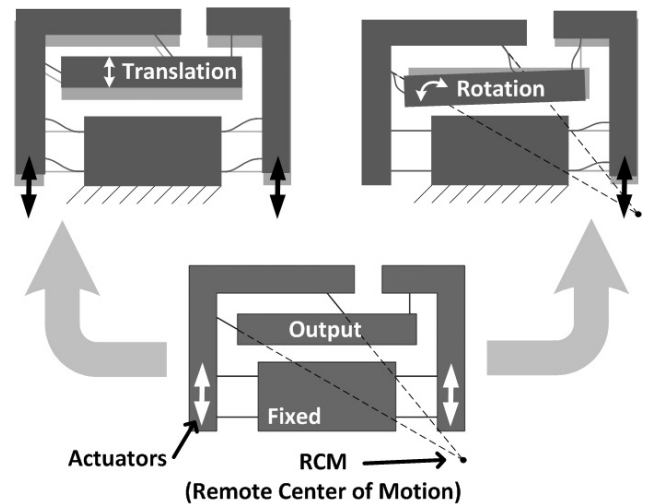 Translation
Rotation
Output
Fixed
Actuators
RCM
(Remote Center of Motion)